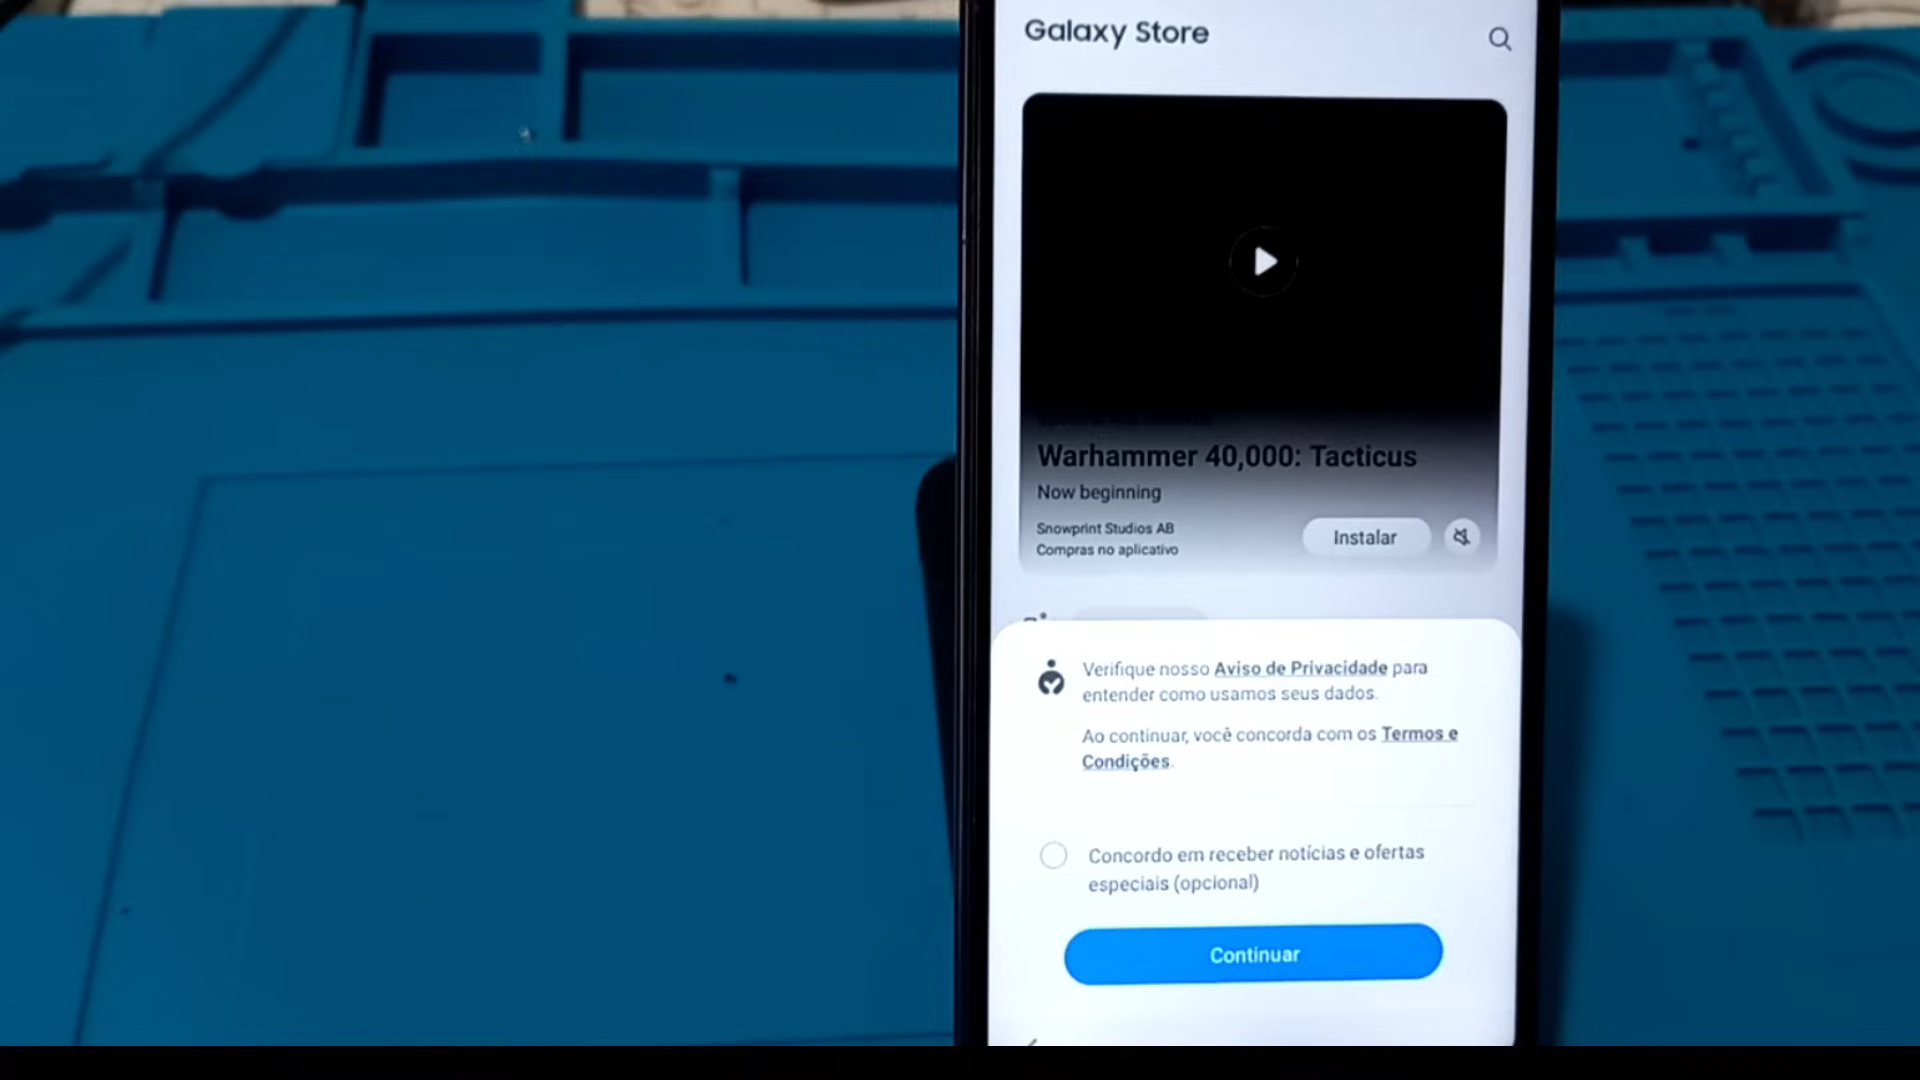 Galaxy Store
Warhammer 40,000: Tacticus
Now beginning
Snowprint Studios AB
Compras no aplicativo
Instalar
Verifique nosso Aviso de Privacidade para
entender como usamos seus dados.
Ao continuar, você concorda com os Termos e
Condições.
Concordo em receber notícias e ofertas
especiais (opcional)
Continuar